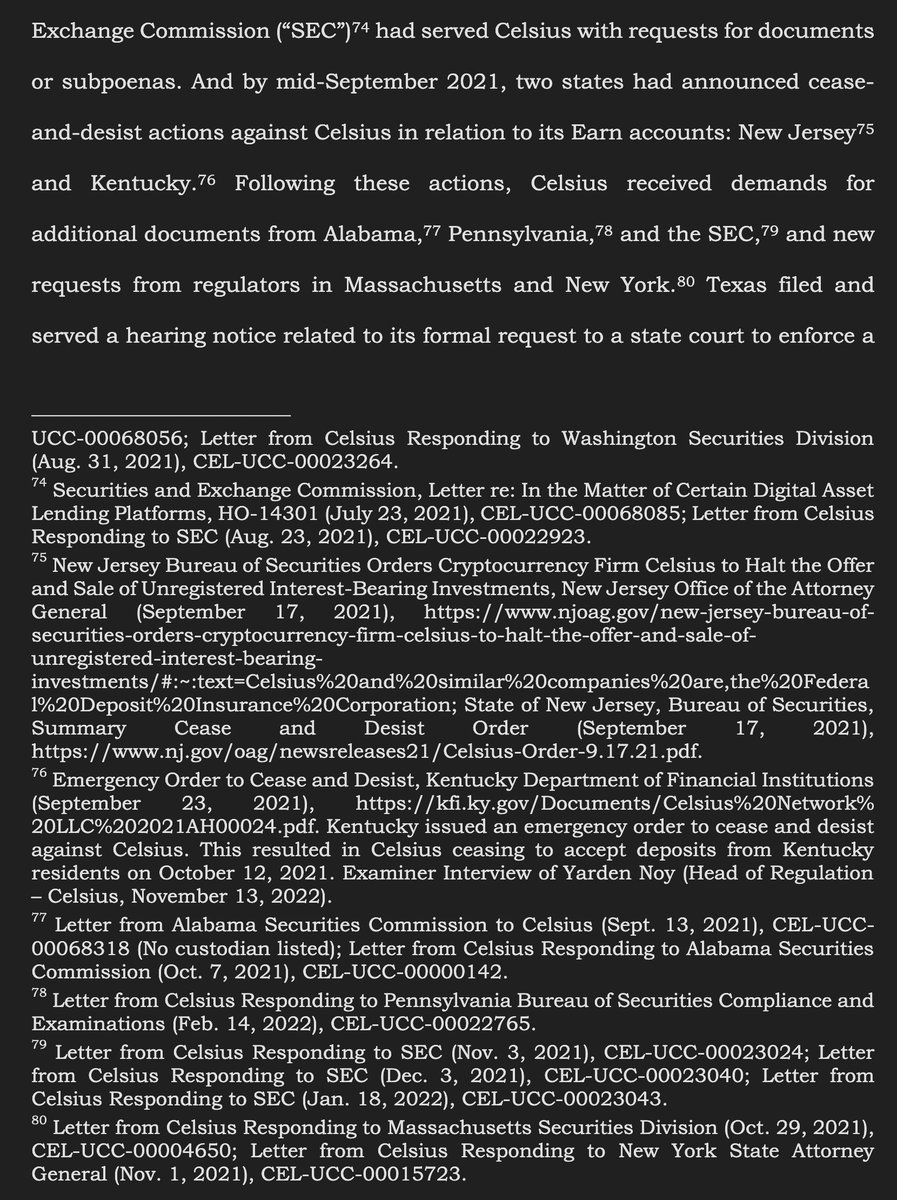 Exchange Commission (“SEC”)74 had served Celsius with requests for documents
or subpoenas. And by mid-September 2021, two states had announced cease-
and-desist actions against Celsius in relation to its Earn accounts: New Jersey75
and Kentucky.76 Following these actions, Celsius received demands for
additional documents from Alabama,77 Pennsylvania,78 and the SEC,79 and new
requests from regulators in Massachusetts and New York.80 Texas filed and
served a hearing notice related to its formal request to a state court to enforce a
UCC-00068056; Letter from Celsius Responding to Washington Securities Division
(Aug. 31, 2021), CEL-UCC-00023264.
74 Securities and Exchange Commission, Letter re: In the Matter of Certain Digital Asset
Lending Platforms, HO-14301 (July 23, 2021), CEL-UCC-00068085; Letter from Celsius
Responding to SEC (Aug. 23, 2021), CEL-UCC-00022923.
75 New Jersey Bureau of Securities Orders Cryptocurrency Firm Celsius to Halt the Offer
and Sale of Unregistered Interest-Bearing Investments, New Jersey Office of the Attorney
General (September 17, 2021), https://www.njoag.gov/new-jersey-bureau-of-
securities-orders-cryptocurrency-firm-celsius-to-halt-the-offer-and-sale-of-
unregistered-interest-bearing-
investments/#:~:text=Celsius%20and%20similar%20companies%20are,the%20Federa
l%20Deposit%20Insurance%20Corporation; State of New Jersey, Bureau of Securities,
Summary Cease and Desist Order (September 17, 2021),
https://www.nj.gov/oag/newsreleases21/Celsius-Order-9.17.21.pdf.
76 Emergency Order to Cease and Desist, Kentucky Department of Financial Institutions
(September 23, 2021), https://kfi.ky.gov/Documents/Celsius%20Network%
20LLC%202021AH00024.pdf. Kentucky issued an emergency order to cease and desist
against Celsius. This resulted in Celsius ceasing to accept deposits from Kentucky
residents on October 12, 2021. Examiner Interview of Yarden Noy (Head of Regulation
– Celsius, November 13, 2022).
77 Letter from Alabama Securities Commission to Celsius (Sept. 13, 2021), CEL-UCC-
00068318 (No custodian listed); Letter from Celsius Responding to Alabama Securities
Commission (Oct. 7, 2021), CEL-UCC-00000142.
78 Letter from Celsius Responding to Pennsylvania Bureau of Securities Compliance and
Examinations (Feb. 14, 2022), CEL-UCC-00022765.
79 Letter from Celsius Responding to SEC (Nov. 3, 2021), CEL-UCC-00023024; Letter
from Celsius Responding to SEC (Dec. 3, 2021), CEL-UCC-00023040; Letter from
Celsius Responding to SEC (Jan. 18, 2022), CEL-UCC-00023043.
80 Letter from Celsius Responding to Massachusetts Securities Division (Oct. 29, 2021),
CEL-UCC-00004650; Letter from Celsius Responding to New York State Attorney
General (Nov. 1, 2021), CEL-UCC-00015723.